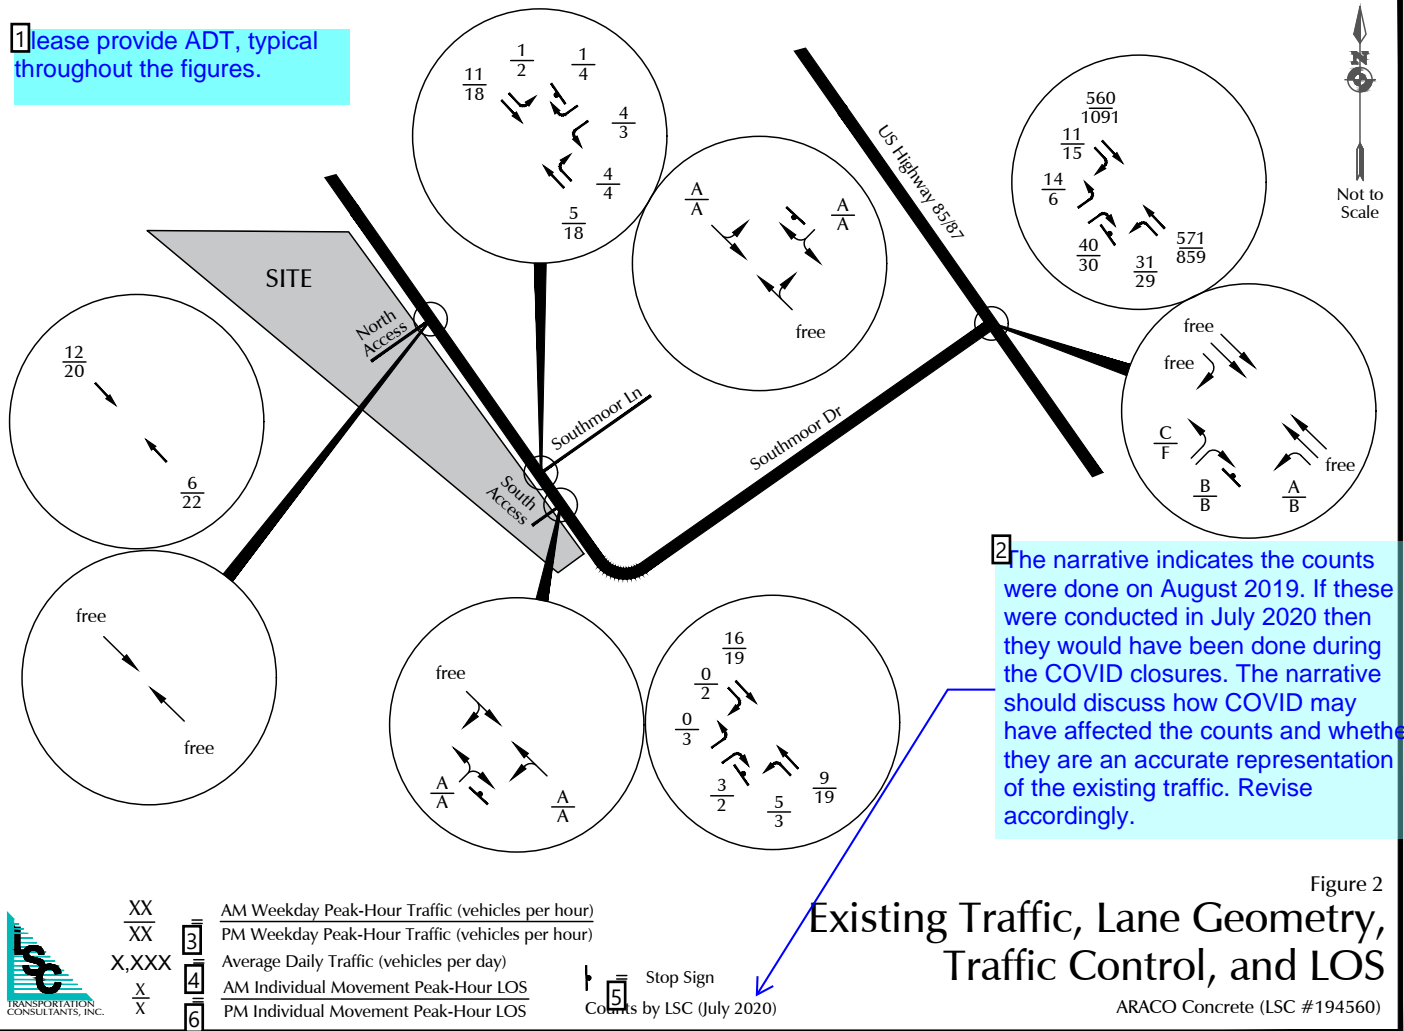 1
lease provide ADT, typical
throughout the figures.
11
18
1
2
1
4
4
3
4
4
5
18
A
A
A
A
free
US Highway 85/87
560
1091
11
15
14
6
40
30
31
29
571
859
N
Not to
Scale
SITE
North
Access
Southmoor Ln
South
Access
Southmoor Dr
12
20
6
22
free
free
free
free
C
F
B
B
A
B
free
free
A
A
A
A
16
19
0
2
0
3
3
2
5
3
9
19
2
The narrative indicates the counts
were done on August 2019. If these
were conducted in July 2020 then
they would have been done during
the COVID closures. The narrative
should discuss how COVID may
have affected the counts and whethe
they are an accurate representation
of the existing traffic. Revise
accordingly.
Figure 2
Existing Traffic, Lane Geometry,
Traffic Control, and LOS
ARACO Concrete (LSC #194560)
LSC
TRANSPORTATION
CONSULTANTS, INC.
XX
XX
=
AM Weekday Peak-Hour Traffic (vehicles per hour)
PM Weekday Peak-Hour Traffic (vehicles per hour)
3
X,XXX
=
Average Daily Traffic (vehicles per day)
4
X
X
=
AM Individual Movement Peak-Hour LOS
PM Individual Movement Peak-Hour LOS
6
= Stop Sign
5
Counts by LSC (July 2020)